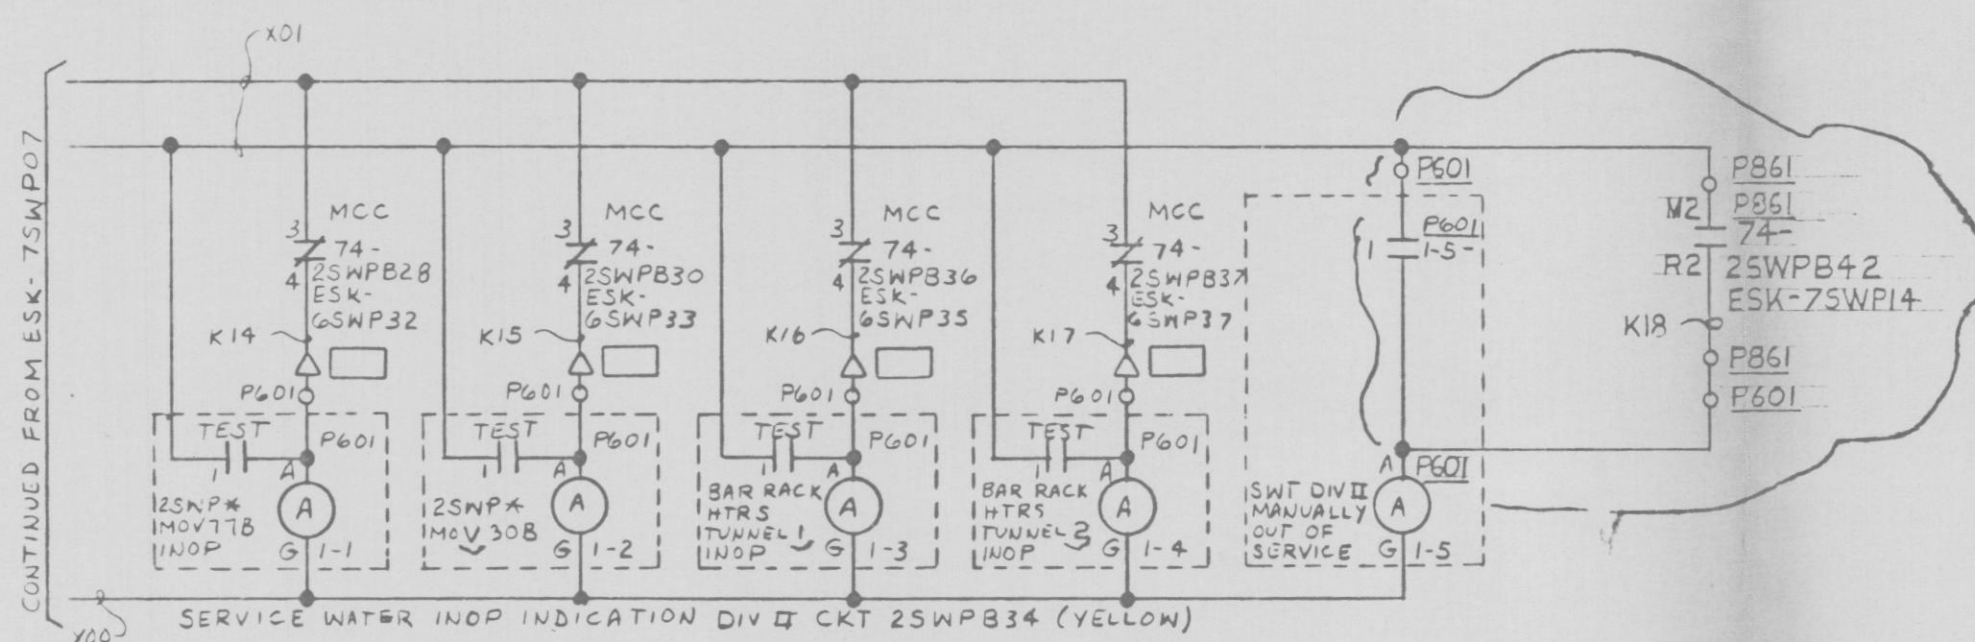 X01
CONTINUED FROM ESK-7SWP07
3
MCC
74-
4
2SWPB28
ESK-
6SWP32
K14
P601
TEST
P601
1
A
2SWP*
MOV77B
INOP
A
G
1-1
3
MCC
74-
4
2SWPB30
ESK-
6SWP33
K15
P601
TEST
P601
1
A
2SWP*
MOV 30B
A
G
1-2
3
MCC
74-
4
2SWPB36
ESK-
6SWP35
K16
P601
TEST
P601
1
A
BAR RACK
HTRS
TUNNEL 1
INOP
A
G
1-3
3
MCC
74-
4
2SWPB37
ESK-
6SWP37
K17
P601
TEST
P601
1
A
BAR RACK
HTRS
TUNNEL 2
INOP
A
G
1-4
P601
P601
1
1-5-
A
P601
SWT DIV II
MANUALLY
OUT OF
SERVICE
A
G
1-5
P861
M2
P861
74-
R2
2SWPB42
ESK-7SWP14
K18
P861
P601
X00
SERVICE WATER INOP INDICATION DIV II CKT 2SWPB34 (YELLOW)